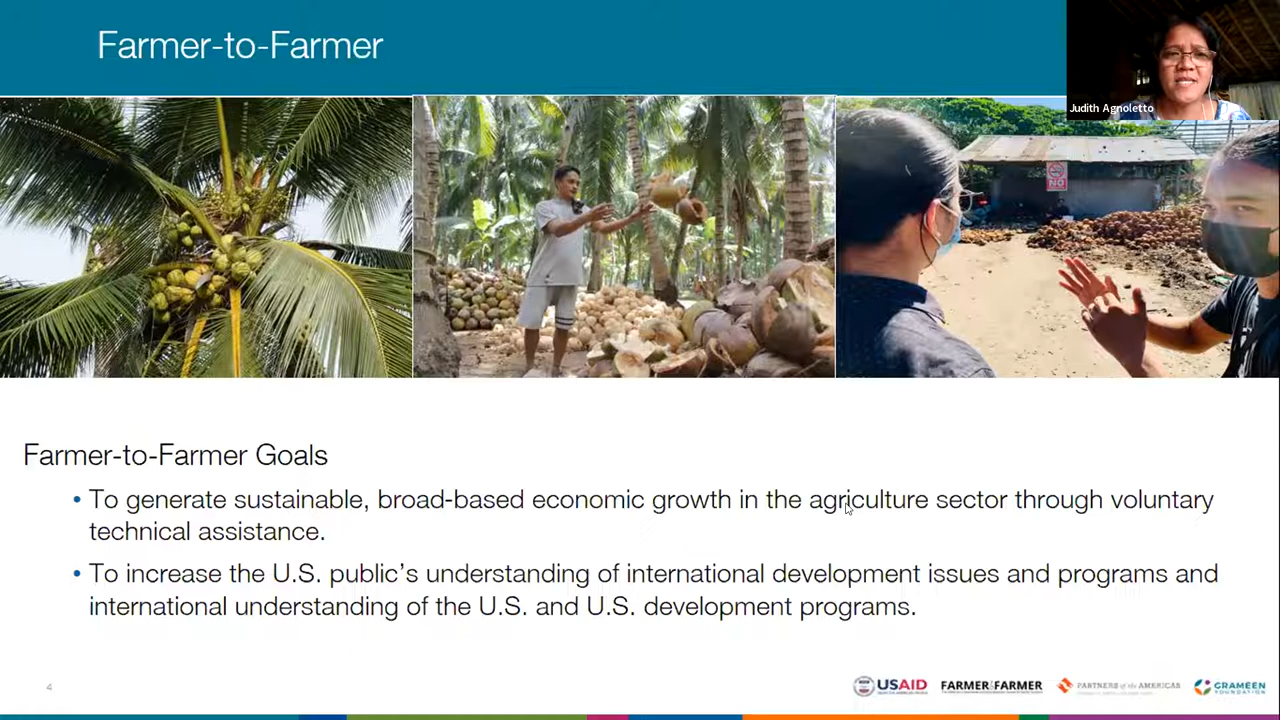 Farmer-to-Farmer
Judith Agnoletto
NO
Farmer-to-Farmer Goals
• To generate sustainable, broad-based economic growth in the agriculture sector through voluntary
technical assistance.
• To increase the U.S. public's understanding of international development issues and programs and
international understanding of the U.S. and U.S. development programs.
4
USAID
FARMER FARMER
PARTNERS of the AMERICAS
GRAMEEN
FOUNDATION